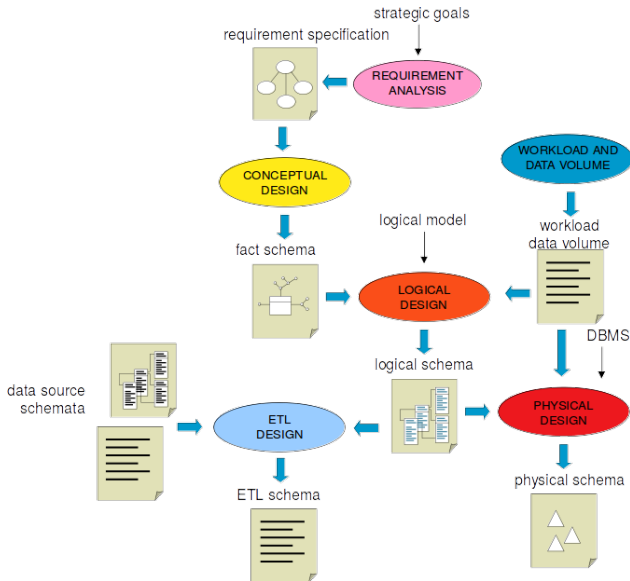 strategic goals
requirement specification
REQUIREMENT
ANALYSIS
WORKLOAD AND
DATA VOLUME
CONCEPTUAL
DESIGN
logical model
workload
data volume
fact schema
LOGICAL
DESIGN
DBMS
logical schema
data source
schemata
ETL
DESIGN
PHYSICAL
DESIGN
ETL schema
physical schema